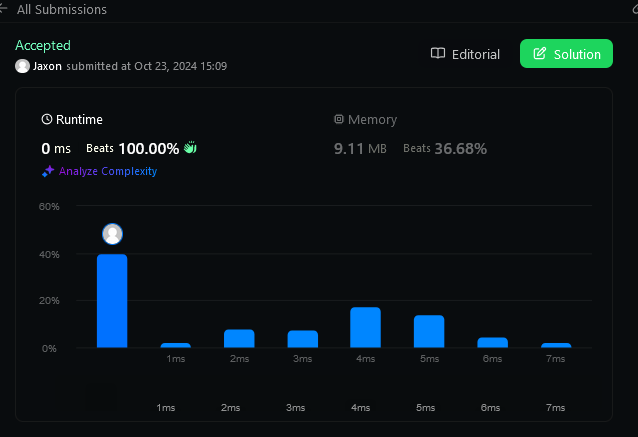 All Submissions
Accepted
Jaxon submitted at Oct 23, 2024 15:09
Editorial
Solution
Runtime
0 ms Beats 100.00%
Analyze Complexity
Memory
9.11 MB Beats 36.68%
60%
40%
20%
0%
1ms 2ms 3ms 4ms 5ms 6ms 7ms
1ms 2ms 3ms 4ms 5ms 6ms 7ms